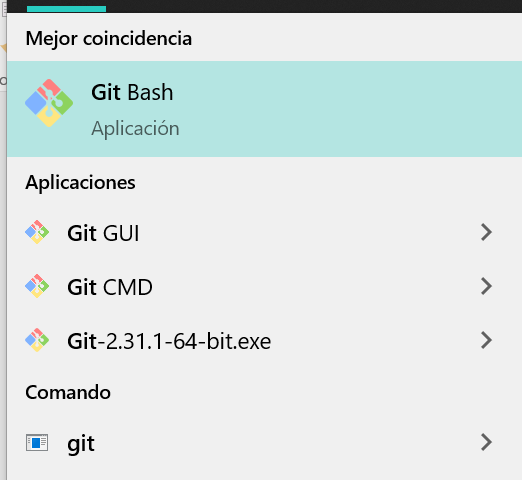 Mejor coincidencia
Git Bash
Aplicación
Aplicaciones
Git GUI
Git CMD
Git-2.31.1-64-bit.exe
Comando
git